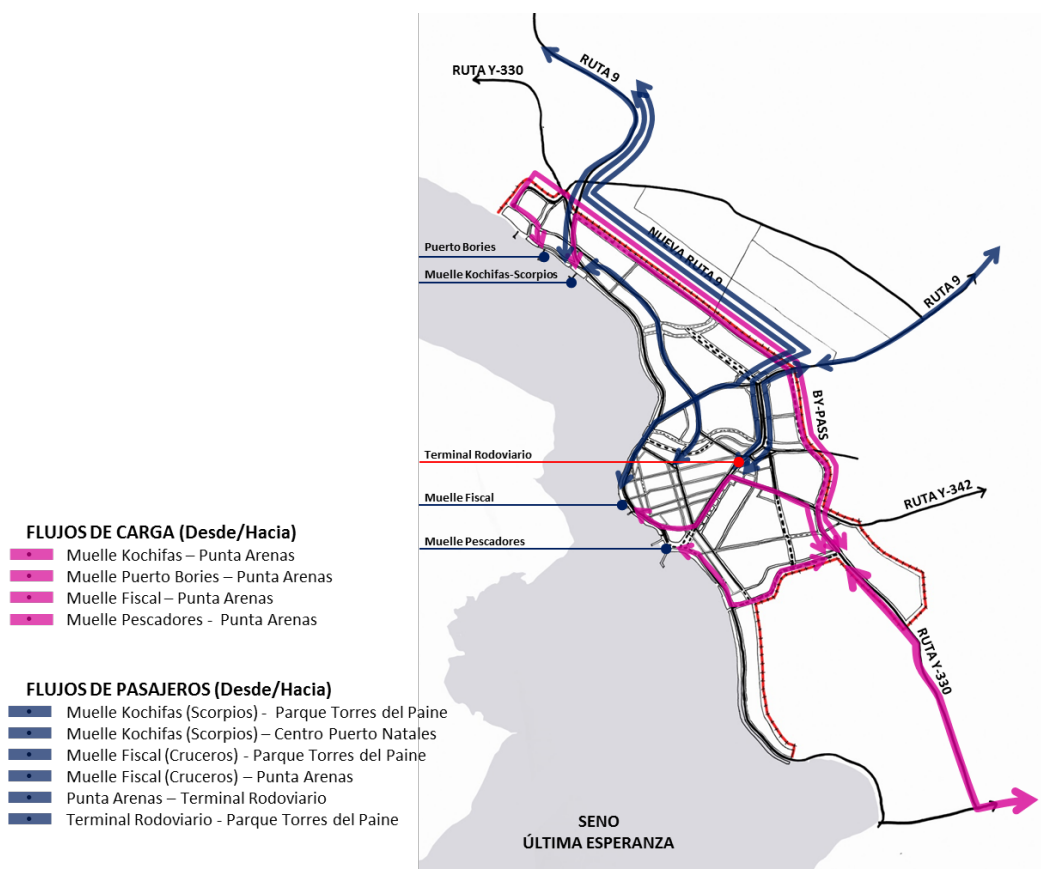 RUTA 9
RUTA Y-330
NUEVA RUTA 9
Puerto Bories
Muelle Kochifas-Scorpios
RUTA 9
BY-PASS
Terminal Rodoviario
Muelle Fiscal
RUTA Y-342
Muelle Pescadores
RUTA Y-330
SENO
ÚLTIMA ESPERANZA
FLUJOS DE CARGA (Desde/Hacia)
Muelle Kochifas – Punta Arenas
Muelle Puerto Bories – Punta Arenas
Muelle Fiscal – Punta Arenas
Muelle Pescadores - Punta Arenas
FLUJOS DE PASAJEROS (Desde/Hacia)
Muelle Kochifas (Scorpios) - Parque Torres del Paine
Muelle Kochifas (Scorpios) – Centro Puerto Natales
Muelle Fiscal (Cruceros) - Parque Torres del Paine
Muelle Fiscal (Cruceros) – Punta Arenas
Punta Arenas – Terminal Rodoviario
Terminal Rodoviario - Parque Torres del Paine